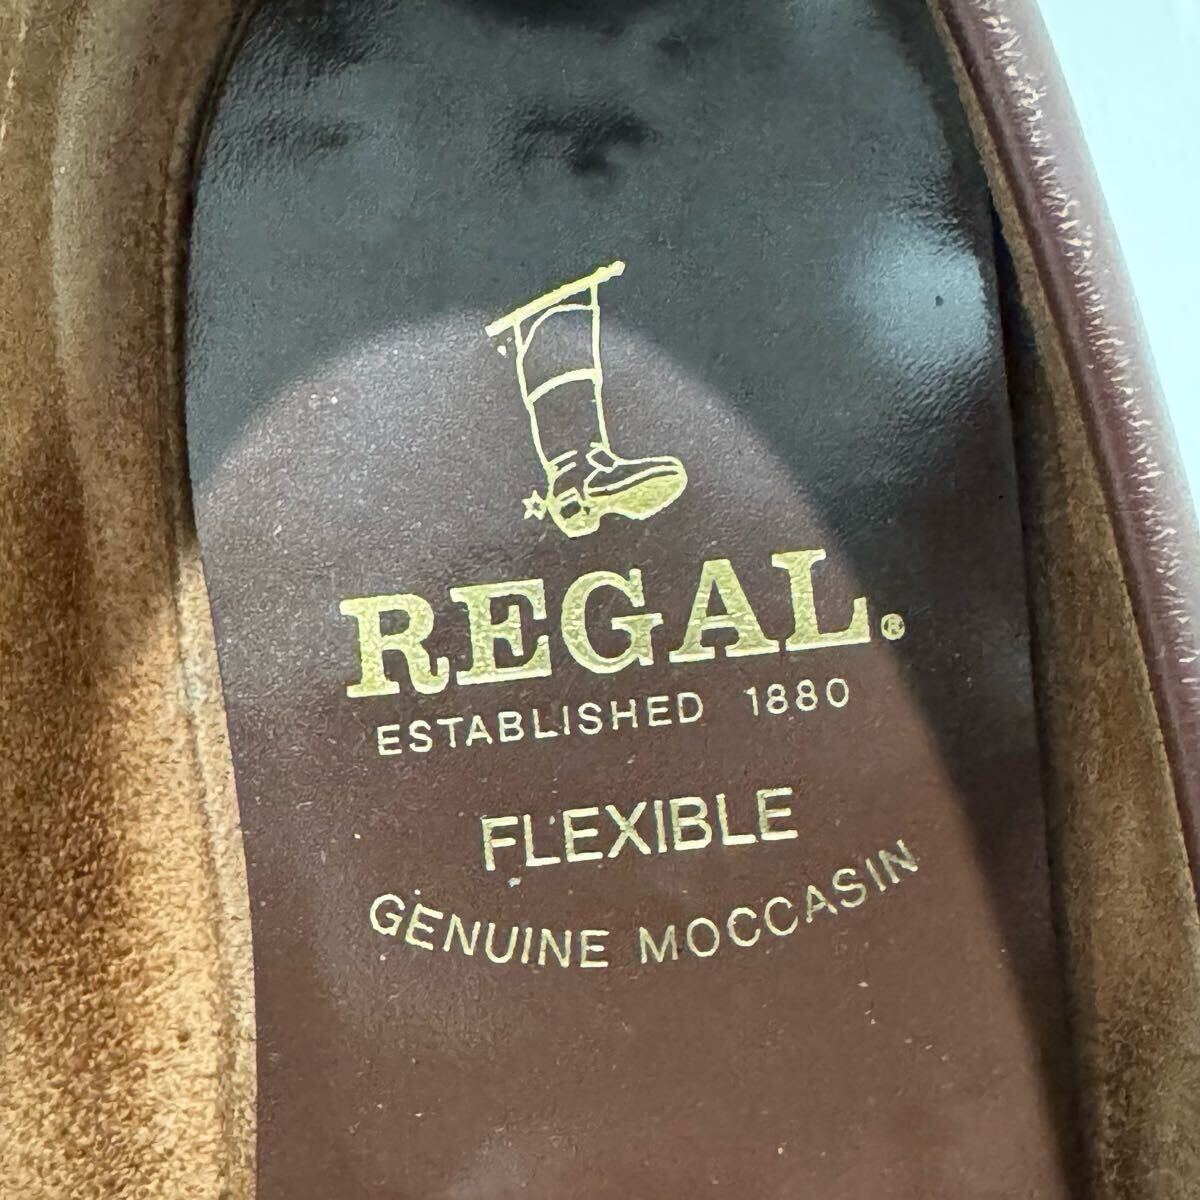 REGAL®
ESTABLISHED 1880
FLEXIBLE
GENUINE MOCCASIN